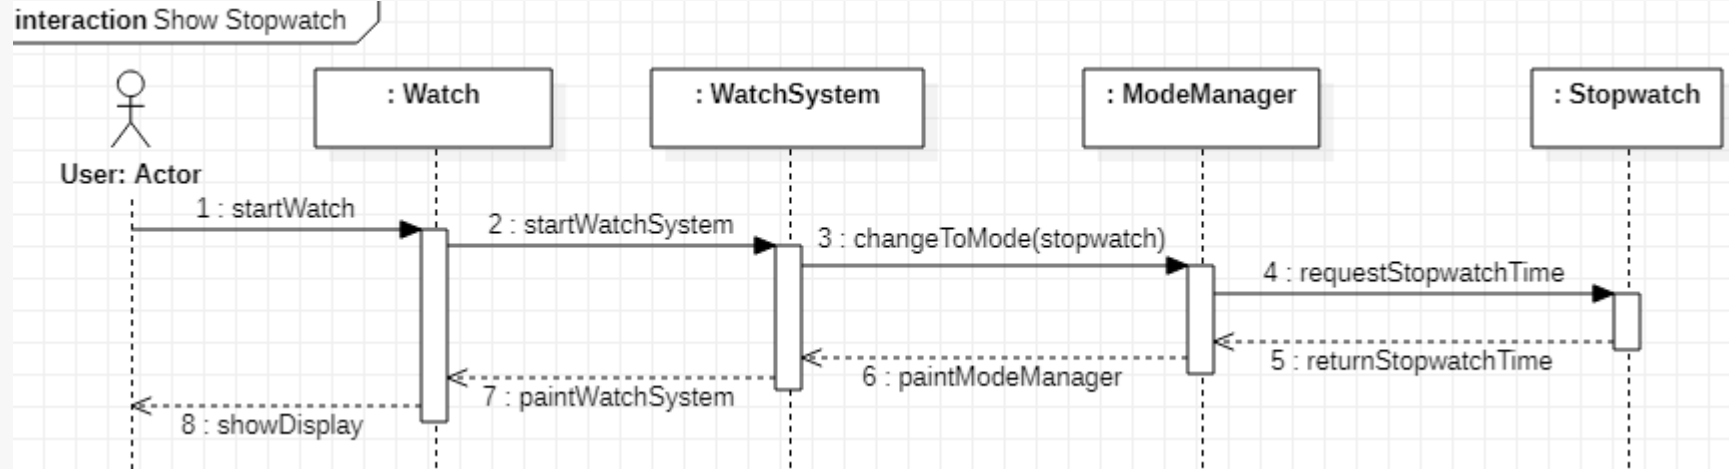 interaction Show Stopwatch
: Watch
: WatchSystem
: ModeManager
: Stopwatch
User: Actor
1 : startWatch
2 : startWatchSystem
3 : changeToMode(stopwatch)
4 : requestStopwatchTime
5 : returnStopwatchTime
6 : paintModeManager
7 : paintWatchSystem
8 : showDisplay